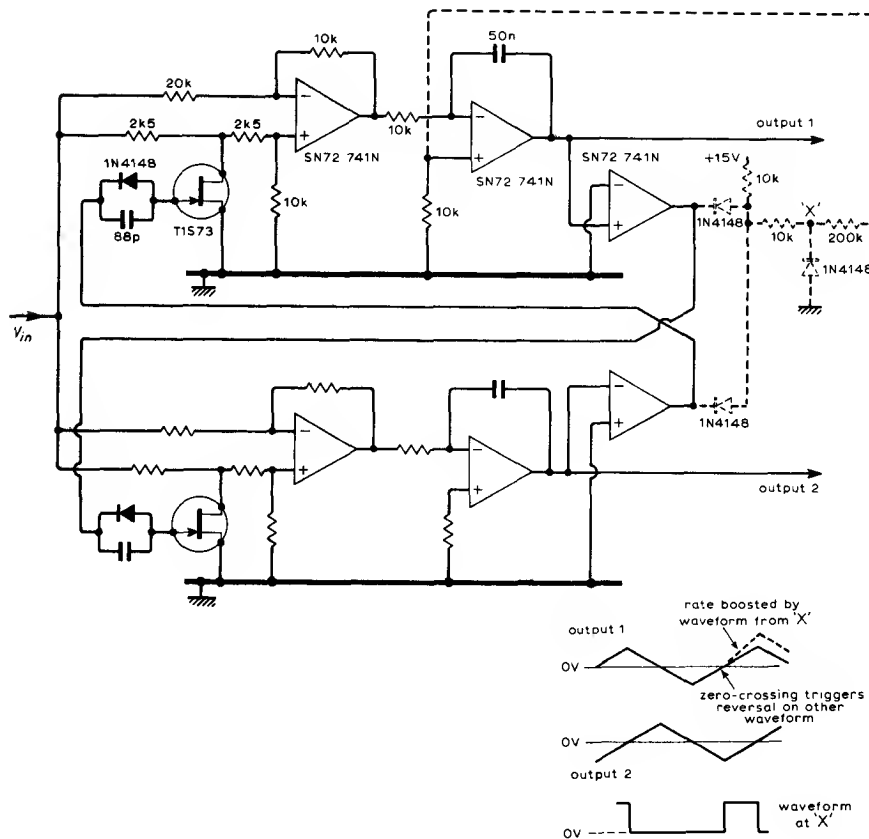 50n
10k
20k
10k
2k5
2k5
SN72 741N
output 1
1N4148
SN72 741N
SN72 741N
+15V
10k
10k
10k
'X'
88p
T1S73
1N4148
10k
200k
1N4148
Vin
1N4148
output 2
rate boosted by
waveform from 'X'
output 1
0V
zero-crossing triggers
reversal on other
waveform
0V
output 2
waveform
at 'X'
0V